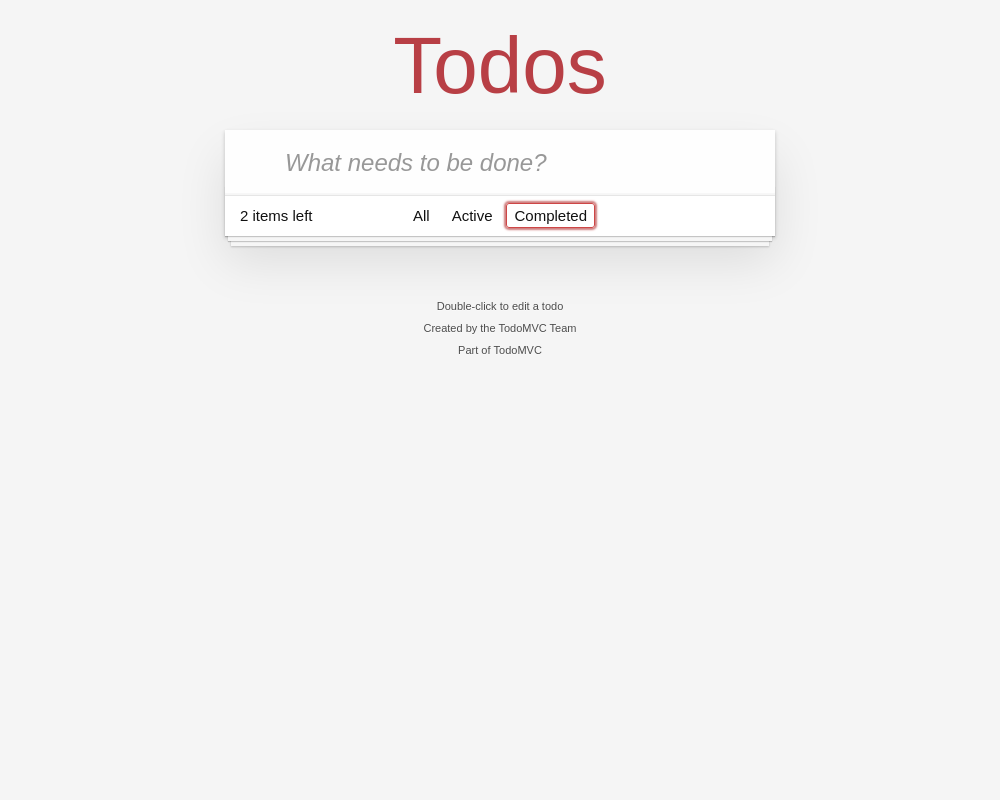 Todos
What needs to be done?
2 items left All Active Completed
Double-click to edit a todo
Created by the TodoMVC Team
Part of TodoMVC